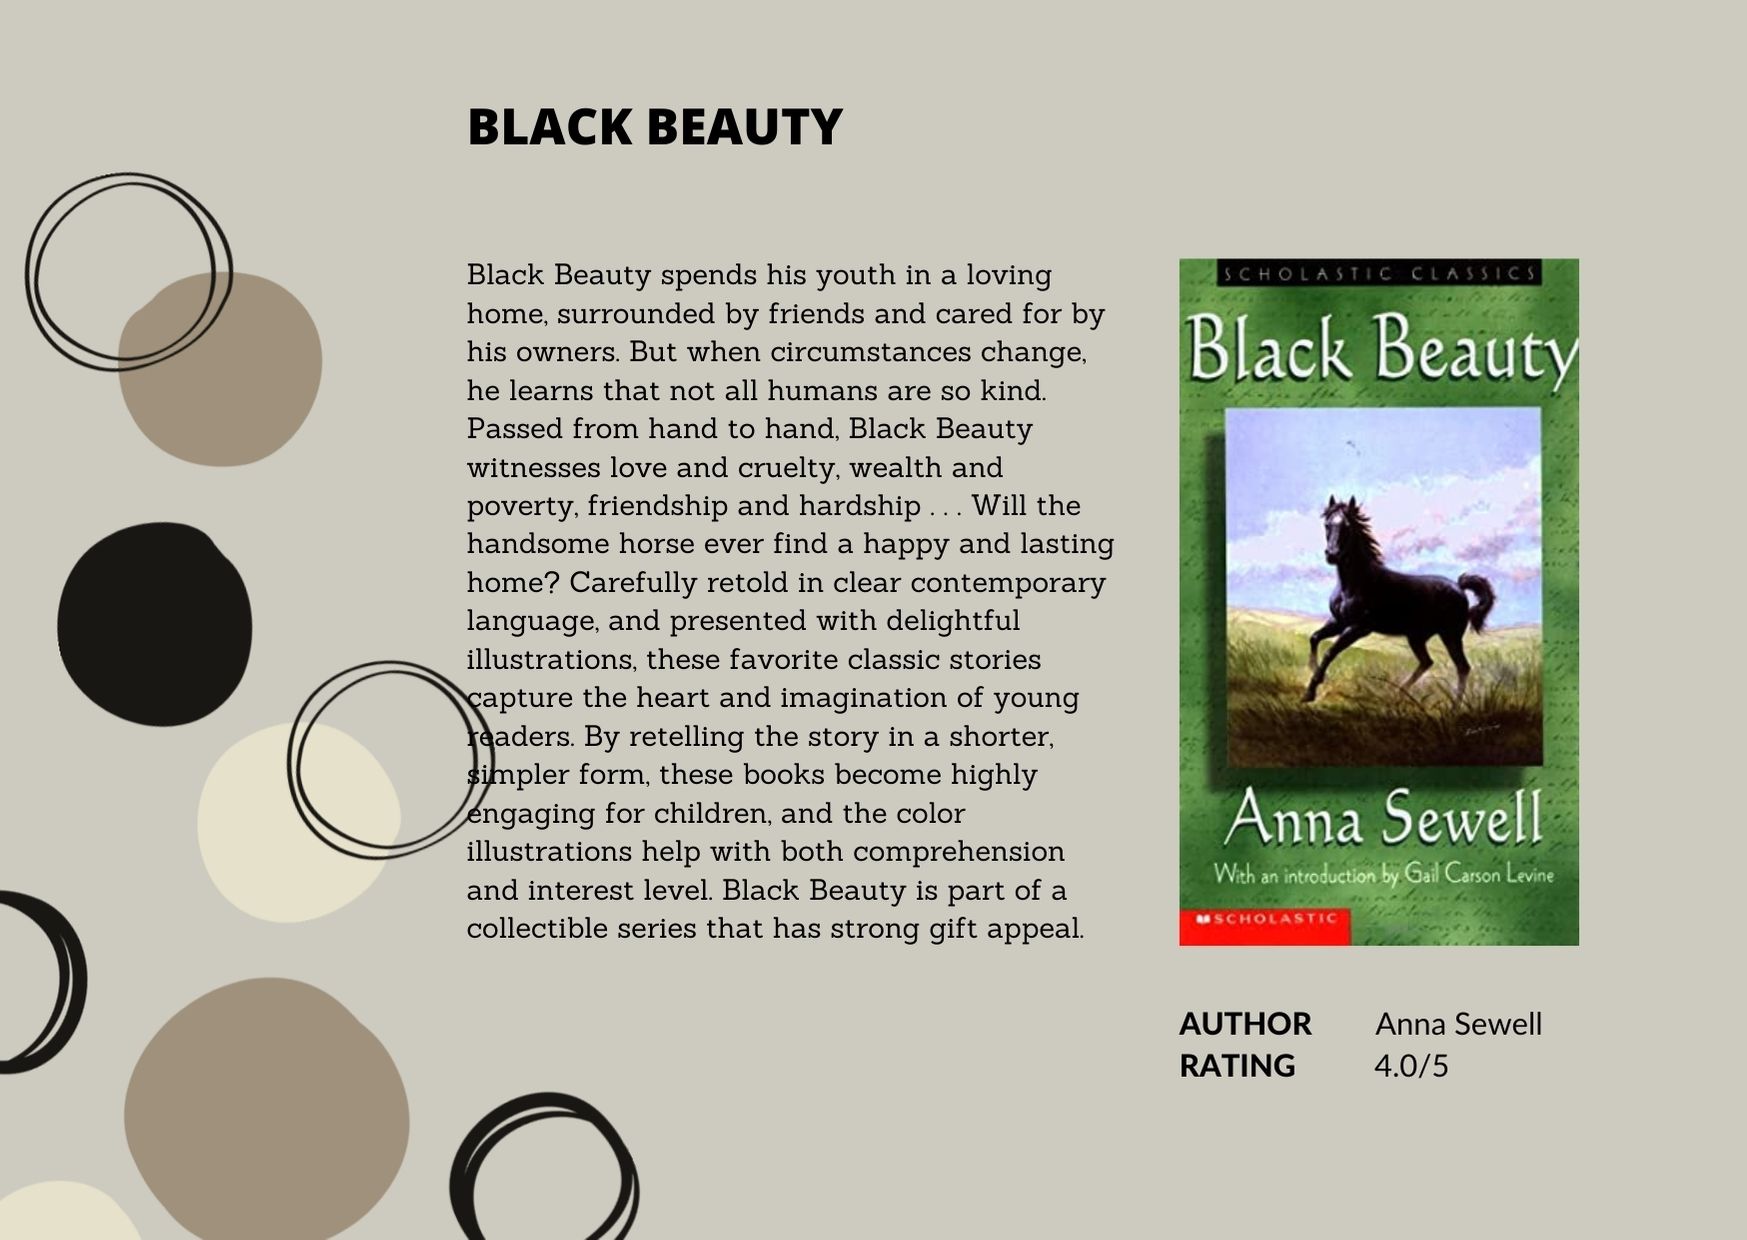 BLACK BEAUTY
Black Beauty spends his youth in a loving
home, surrounded by friends and cared for by
his owners. But when circumstances change,
he learns that not all humans are so kind.
Passed from hand to hand, Black Beauty
witnesses love and cruelty, wealth and
poverty, friendship and hardship . . . Will the
handsome horse ever find a happy and lasting
home? Carefully retold in clear contemporary
language, and presented with delightful
illustrations, these favorite classic stories
capture the heart and imagination of young
readers. By retelling the story in a shorter,
simpler form, these books become highly
engaging for children, and the color
illustrations help with both comprehension
and interest level. Black Beauty is part of a
collectible series that has strong gift appeal.
SCHOLASTIC CLASSICS
Black Beauty
Anna Sewell
With an introduction by Gail Carson Levine
SCHOLASTIC
AUTHOR Anna Sewell
RATING 4.0/5